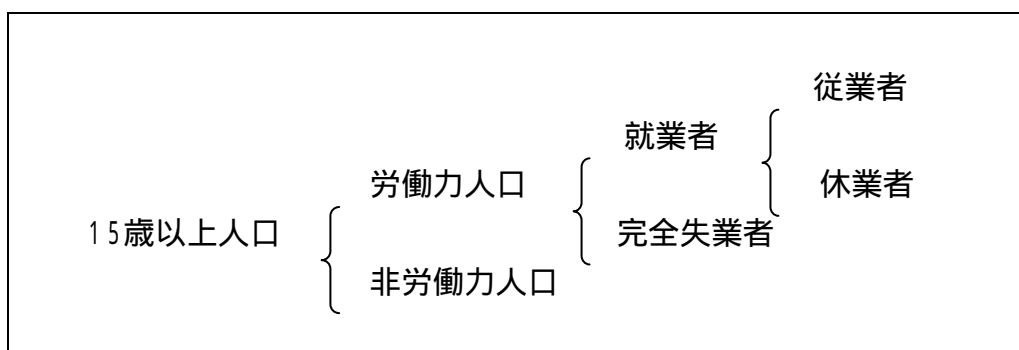 従業者
就業者
労働力人口
休業者
15歳以上人口
完全失業者
非労働力人口